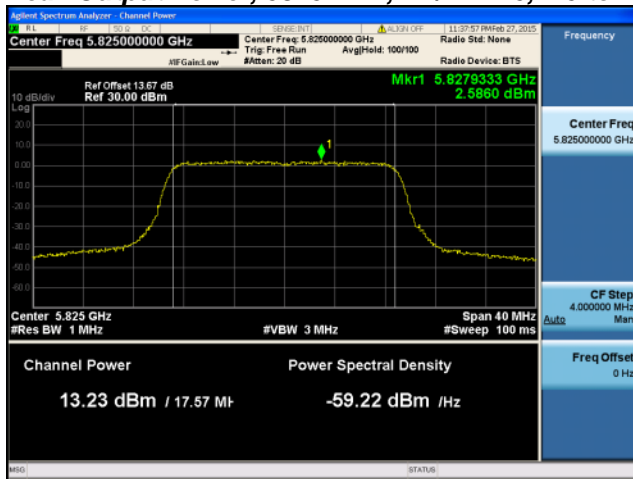 Agilent Spectrum Analyzer - Channel Power
RL RF 50 Ω DC SENSE:INT ALIGN OFF 11:37:57 PM Feb 27, 2015
Center Freq 5.825000000 GHz
Center Freq: 5.825000000 GHz
Radio Std: None
Trig: Free Run Avg|Hold: 100/100
#IFGain:Low #Atten: 20 dB Radio Device: BTS
Frequency
Mkr1 5.8279333 GHz
2.5860 dBm
Ref Offset 13.67 dB
10 dB/div Ref 30.00 dBm
Log
20.0
10.0
0.00
-10.0
-20.0
-30.0
-40.0
-50.0
-60.0
1
Center 5.825 GHz Span 40 MHz
#Res BW 1 MHz #VBW 3 MHz #Sweep 100 ms
Channel Power Power Spectral Density
13.23 dBm / 17.57 MH -59.22 dBm /Hz
Center Freq
5.825000000 GHz
CF Step
4.000000 MHz
Auto Man
Freq Offset
0 Hz
MSG STATUS